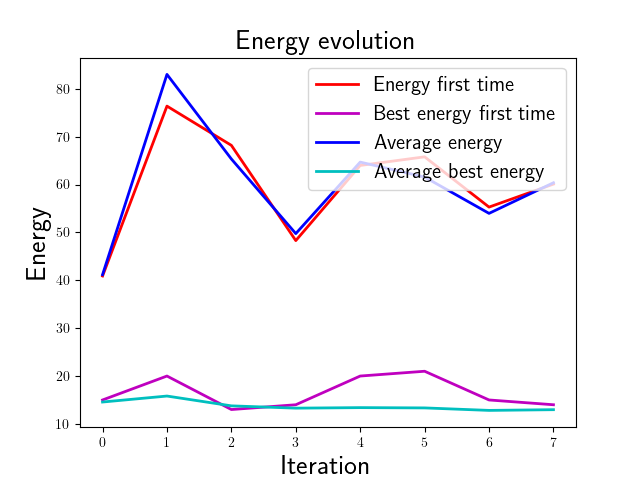 Energy evolution
Energy first time
Best energy first time
Average energy
Average best energy
Energy
80
70
60
50
40
30
20
10
0 1 2 3 4 5 6 7
Iteration